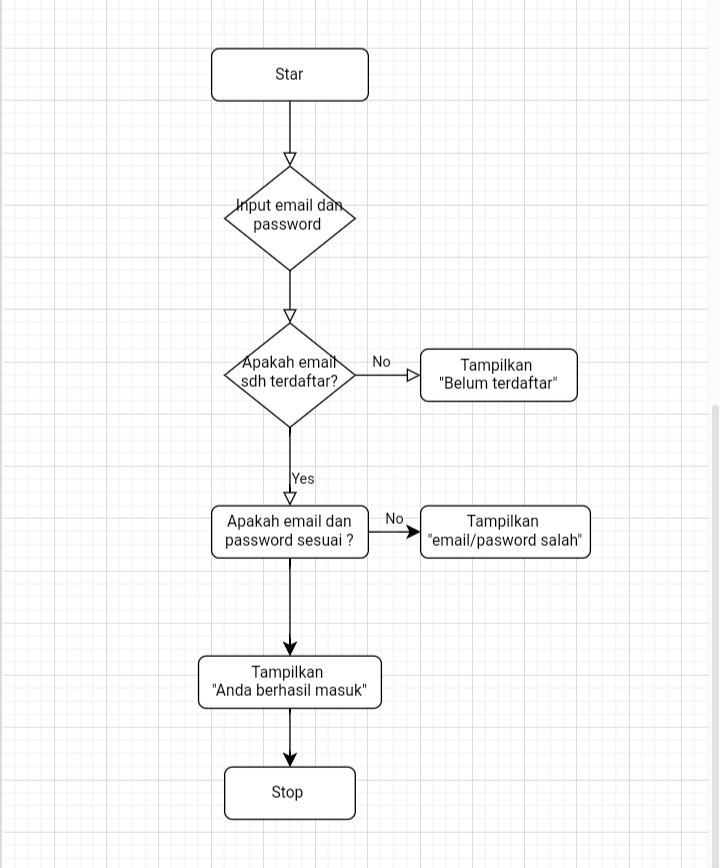 Star
Input email dan
password
Apakah email
sdh terdaftar?
No
Tampilkan
"Belum terdaftar"
Yes
Apakah email dan
password sesuai ?
No
Tampilkan
"email/pasword salah"
Tampilkan
"Anda berhasil masuk"
Stop